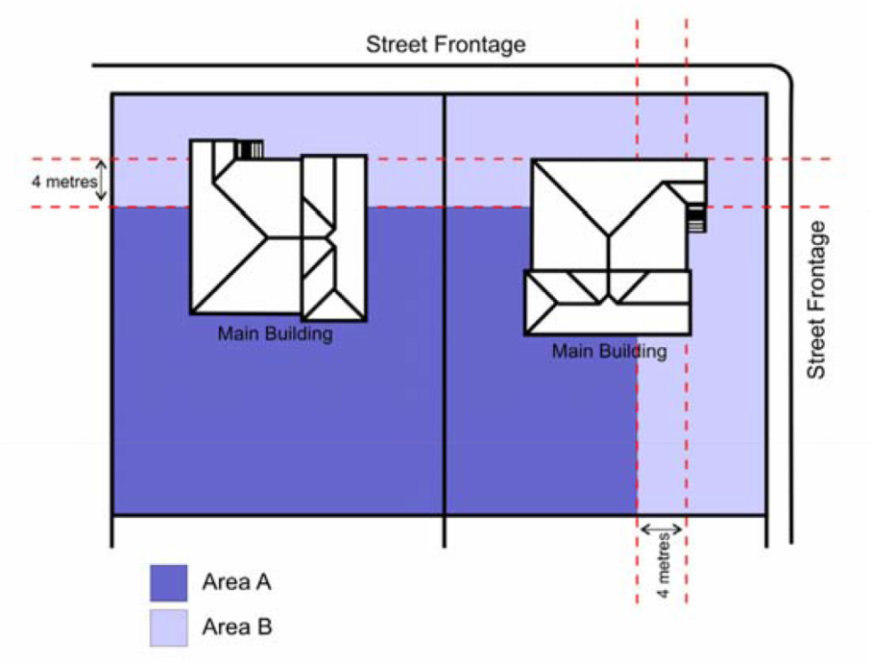 Street Frontage
4 metres
Street Frontage
Main Building
Main Building
4 metres
Area A
Area B